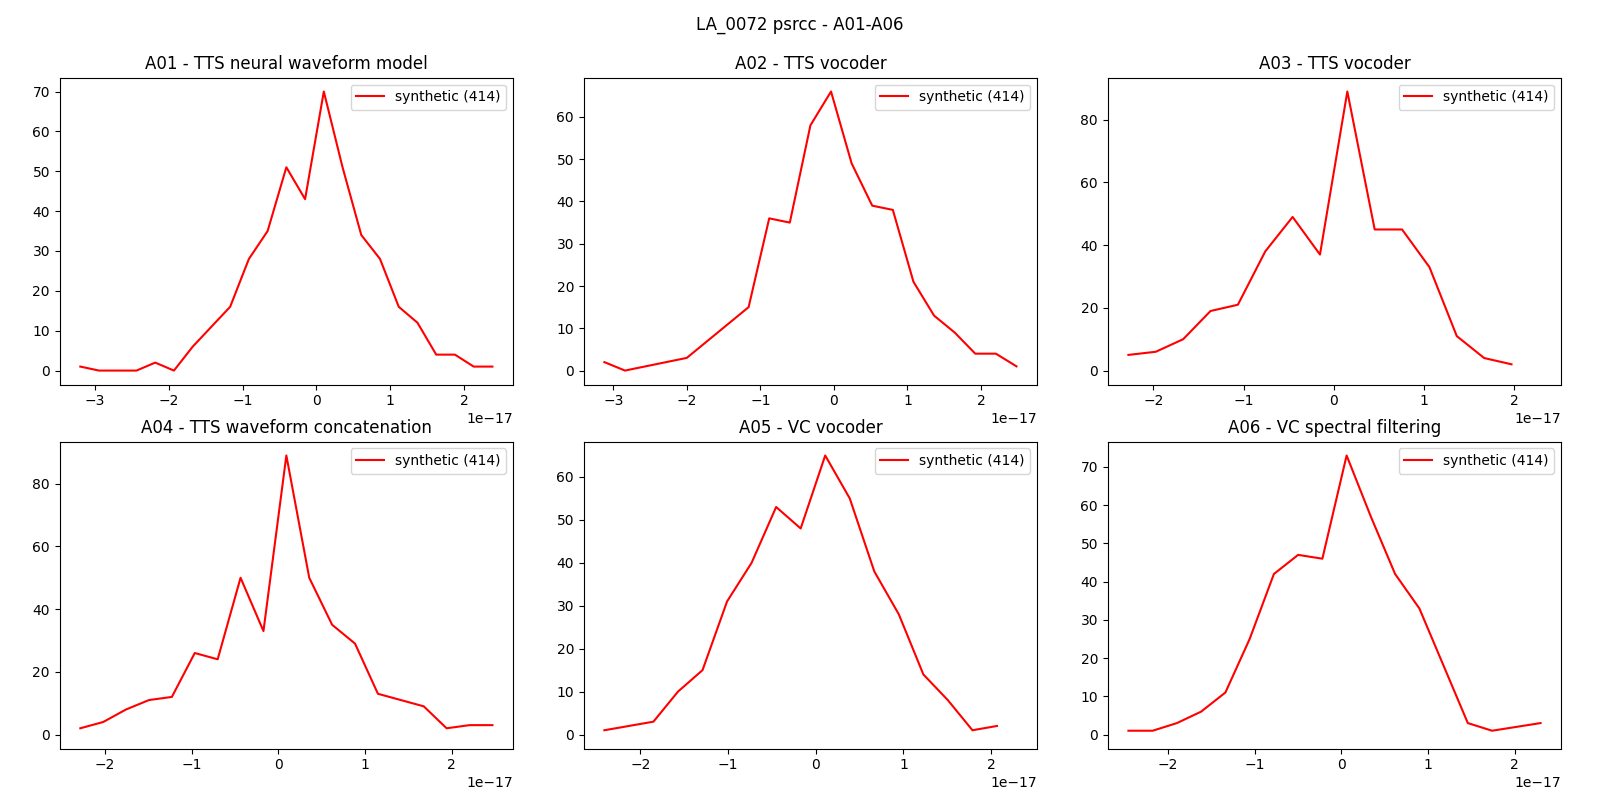 LA_0072 psrcc - A01-A06
A01 - TTS neural waveform model
synthetic (414)
70
60
50
40
30
20
10
0
−3 −2 −1 0 1 2
1e−17
A02 - TTS vocoder
synthetic (414)
60
50
40
30
20
10
0
−3 −2 −1 0 1 2
1e−17
A03 - TTS vocoder
synthetic (414)
80
60
40
20
0
−2 −1 0 1 2
1e−17
A04 - TTS waveform concatenation
synthetic (414)
80
60
40
20
0
−2 −1 0 1 2
1e−17
A05 - VC vocoder
synthetic (414)
60
50
40
30
20
10
0
−2 −1 0 1 2
1e−17
A06 - VC spectral filtering
synthetic (414)
70
60
50
40
30
20
10
0
−2 −1 0 1 2
1e−17